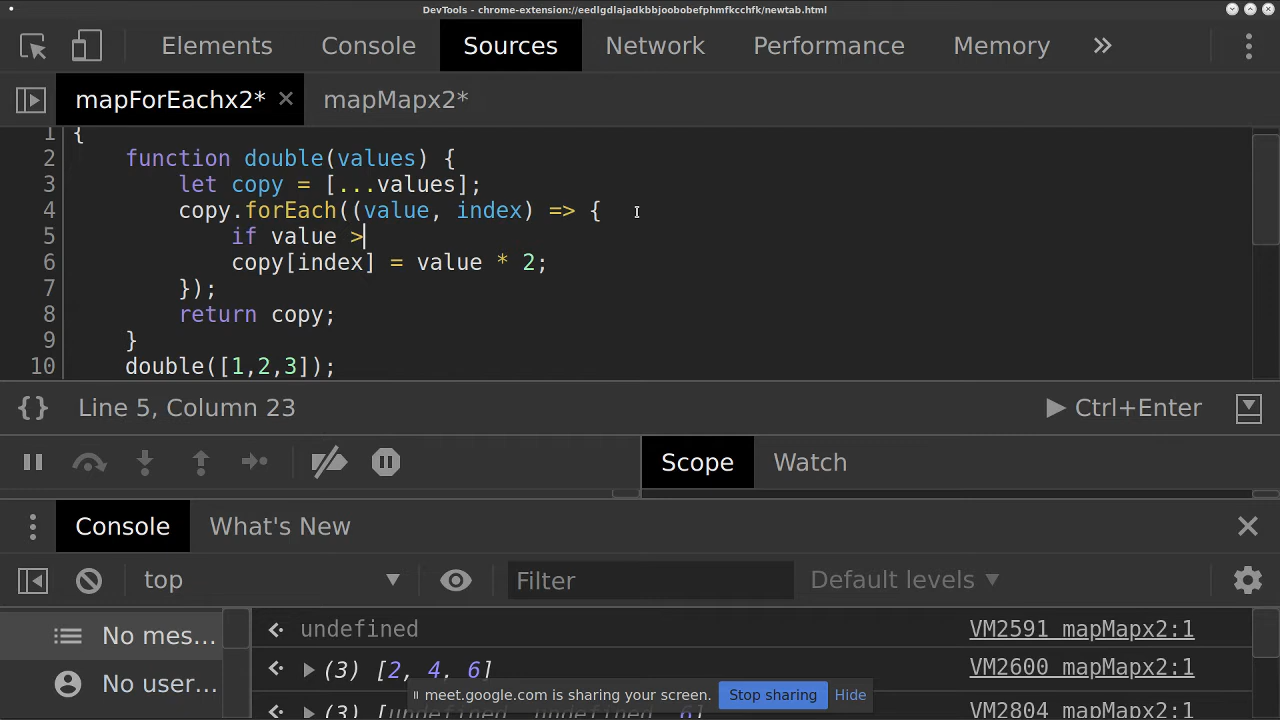 DevTools - chrome-extension://eedlgdlajadkbbjoobobefphmfkcchfk/newtab.html
Elements Console Sources Network Performance Memory »
mapForEachx2* × mapMapx2*
1 {
2 function double(values) {
3 let copy = [...values];
4 copy.forEach((value, index) => {
5 if value >
6 copy[index] = value * 2;
7 });
8 return copy;
9 }
10 double([1,2,3]);
{} Line 5, Column 23 Ctrl+Enter
Scope Watch
Console What's New
top Filter Default levels
No mes... undefined VM2591 mapMapx2:1
(3) [2, 4, 6] VM2600 mapMapx2:1
No user... (3) [undefined, undefined, 6] VM2804 mapMapx2:1
meet.google.com is sharing your screen. Stop sharing Hide